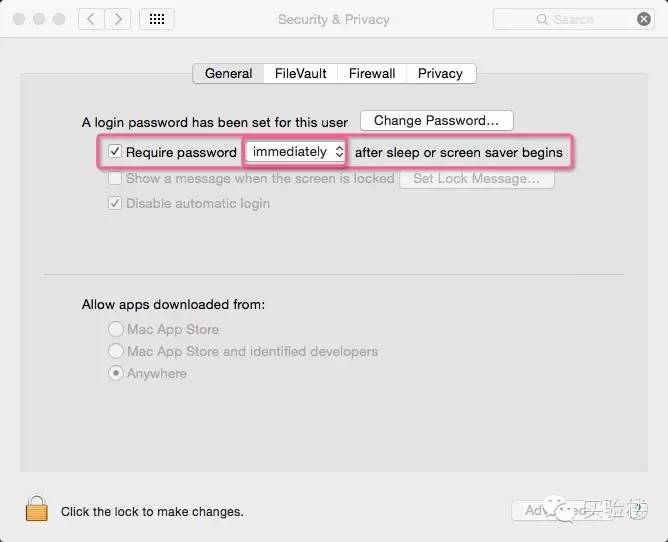 Security & Privacy
Search
General FileVault Firewall Privacy
A login password has been set for this user Change Password...
Require password immediately after sleep or screen saver begins
Show a message when the screen is locked Set Lock Message...
Disable automatic login
Allow apps downloaded from:
Mac App Store
Mac App Store and identified developers
Anywhere
Click the lock to make changes.
实验楼
?